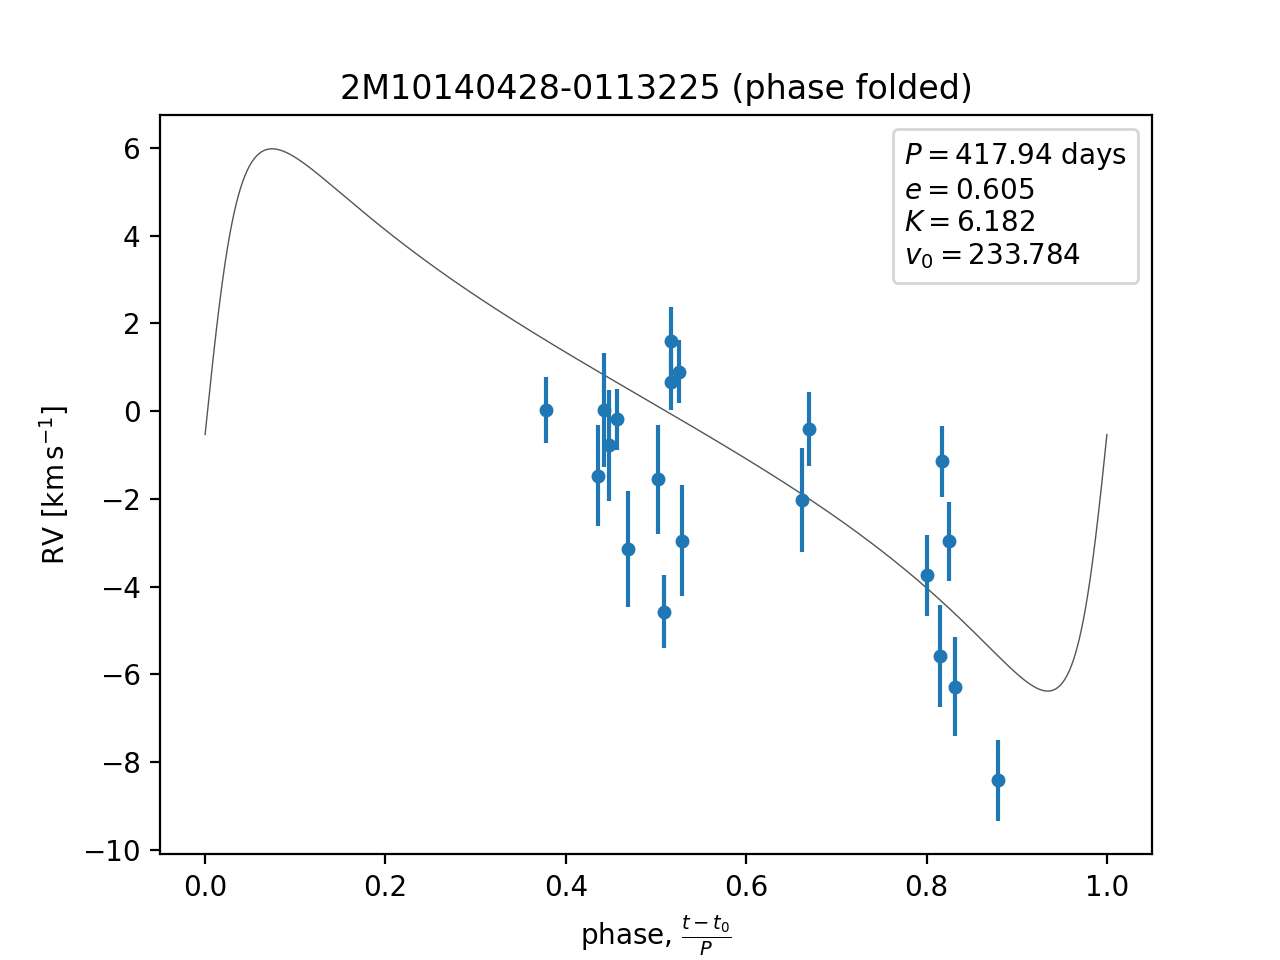 2M10140428-0113225 (phase folded)
P = 417.94 days
e = 0.605
K = 6.182
v₀ = 233.784
RV [km s⁻¹]
6
4
2
0
−2
−4
−6
−8
−10
0.0 0.2 0.4 0.6 0.8 1.0
phase, (t − t₀)/P